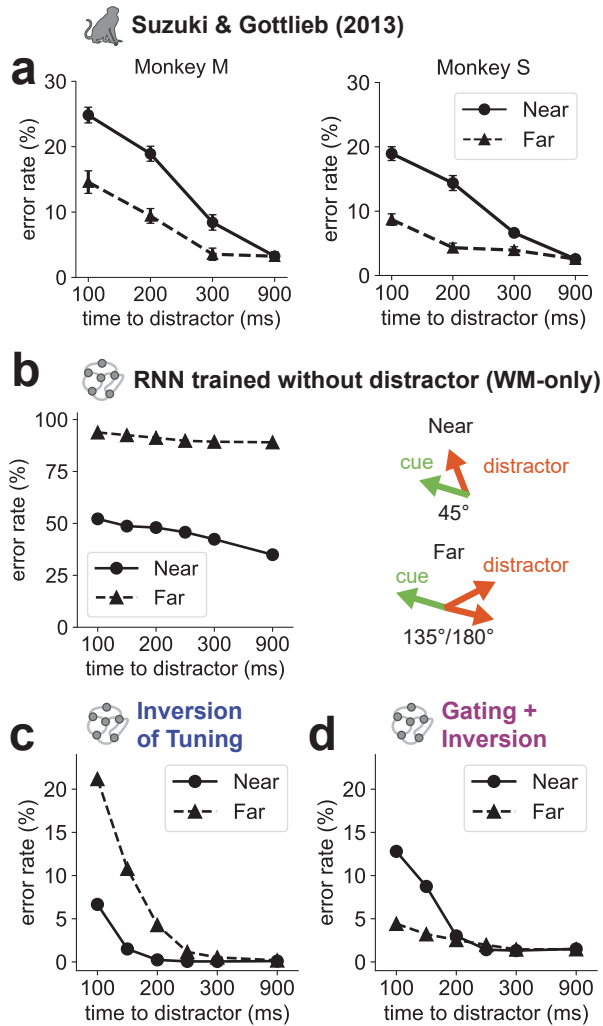 Suzuki & Gottlieb (2013)
a
Monkey M
Monkey S
30
20
10
0
error rate (%)
100 200 300 900
time to distractor (ms)
30
20
10
0
error rate (%)
Near
Far
100 200 300 900
time to distractor (ms)
b
RNN trained without distractor (WM-only)
100
75
50
25
0
error rate (%)
Near
Far
100 200 300 900
time to distractor (ms)
Near
cue
distractor
45°
Far
cue
distractor
135°/180°
c
Inversion
of Tuning
20
15
10
5
0
error rate (%)
Near
Far
100 200 300 900
time to distractor (ms)
d
Gating +
Inversion
20
15
10
5
0
error rate (%)
Near
Far
100 200 300 900
time to distractor (ms)